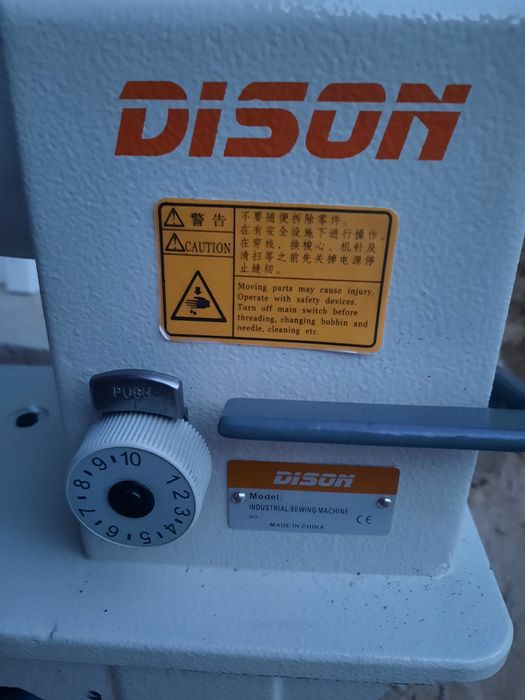 DISON
警告
CAUTION
不要随便拆除零件。
在有安全设施下进行操作。
在穿线、换梭心、机针及
清扫等之前先关掉电源停
止缝纫。
Moving parts may cause injury.
Operate with safety devices.
Turn off main switch before
threading, changing bobbin and
needle, cleaning etc.
PUSH
10
1
2
3
4
5
6
7
8
9
DISON
Model:
INDUSTRIAL SEWING MACHINE
NO.
MADE IN CHINA
CE